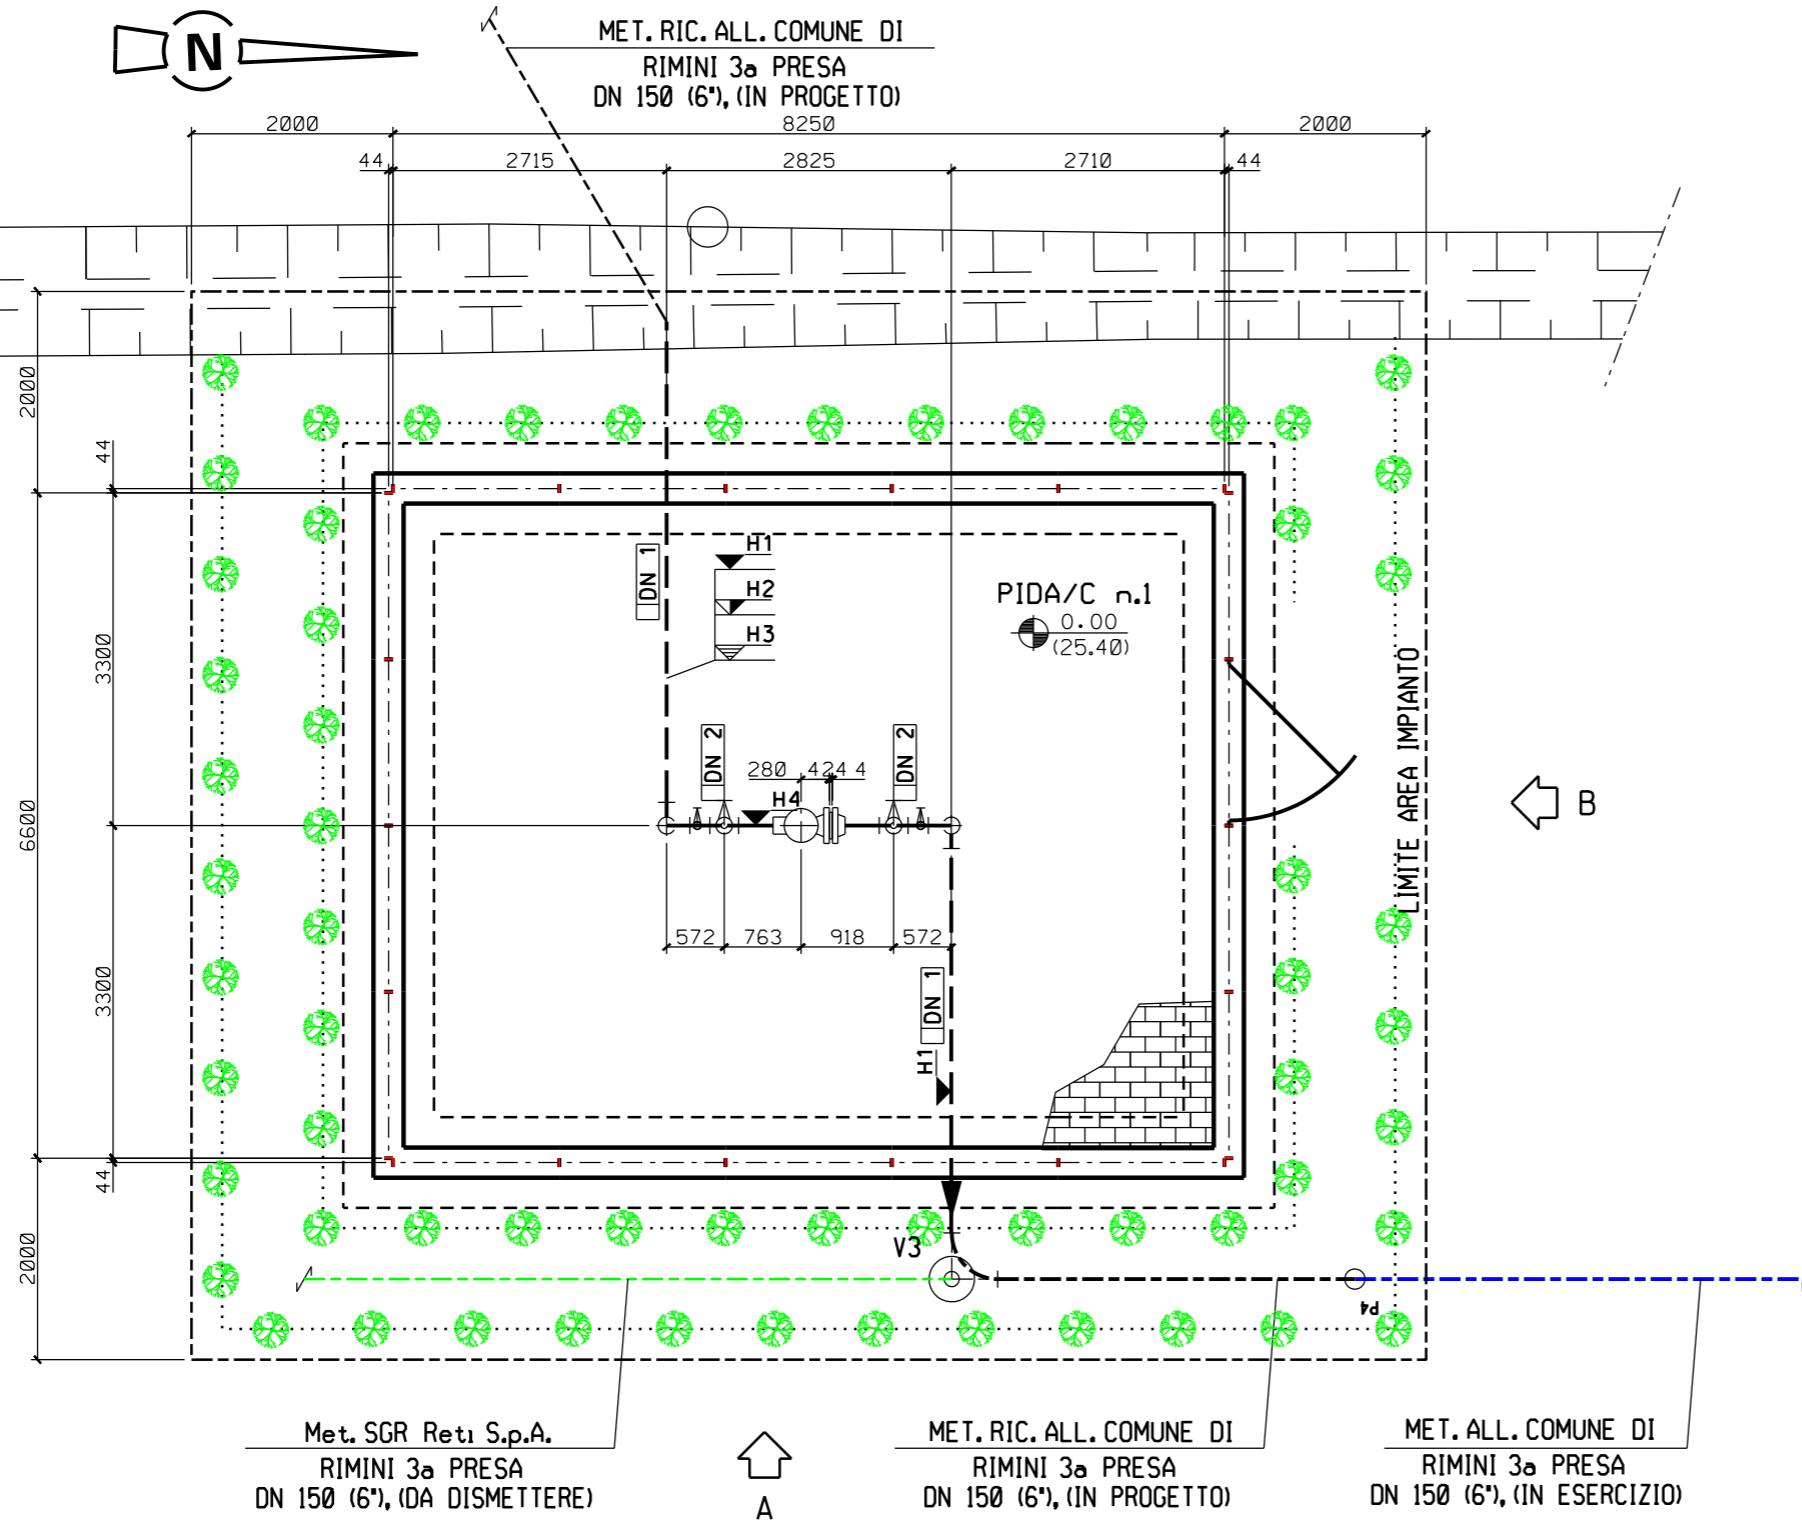 N
MET. RIC. ALL. COMUNE DI
RIMINI 3a PRESA
DN 150 (6"), (IN PROGETTO)
2000
8250
2000
44
2715
2825
2710
44
2000
44
3300
6600
3300
44
2000
DN 1
H1
H2
H3
PIDA/C n.1
0.00
(25.40)
LIMITE AREA IMPIANTO
B
DN 2
DN 2
280
424
4
H4
572
763
918
572
DN 1
H1
V3
P4
Met. SGR Reti S.p.A.
RIMINI 3a PRESA
DN 150 (6"), (DA DISMETTERE)
A
MET. RIC. ALL. COMUNE DI
RIMINI 3a PRESA
DN 150 (6"), (IN PROGETTO)
MET. ALL. COMUNE DI
RIMINI 3a PRESA
DN 150 (6"), (IN ESERCIZIO)